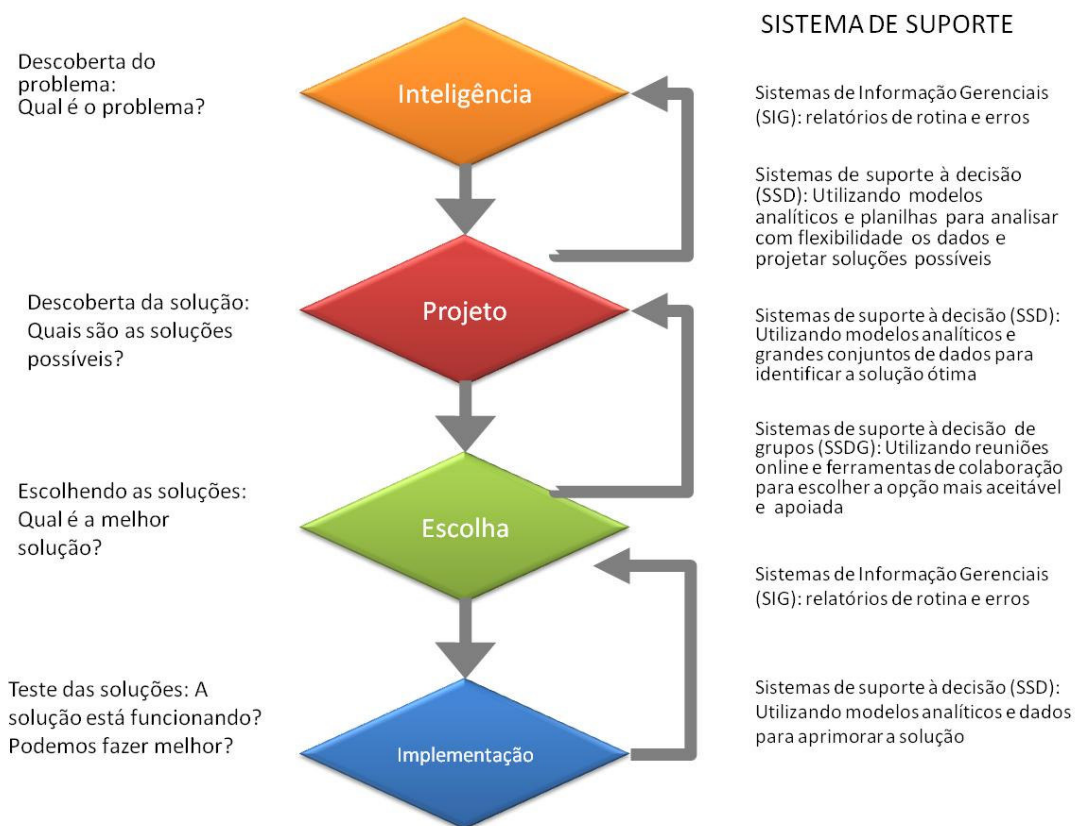 SISTEMA DE SUPORTE
Descoberta do
problema:
Qual é o problema?
Inteligência
Sistemas de Informação Gerenciais
(SIG): relatórios de rotina e erros
Sistemas de suporte à decisão
(SSD): Utilizando modelos
analíticos e planilhas para analisar
com flexibilidade os dados e
projetar soluções possíveis
Descoberta da solução:
Quais são as soluções
possíveis?
Projeto
Sistemas de suporte à decisão (SSD):
Utilizando modelos analíticos e
grandes conjuntos de dados para
identificar a solução ótima
Sistemas de suporte à decisão de
grupos (SSDG): Utilizando reuniões
online e ferramentas de colaboração
para escolher a opção mais aceitável
e apoiada
Escolhendo as soluções:
Qual é a melhor
solução?
Escolha
Sistemas de Informação Gerenciais
(SIG): relatórios de rotina e erros
Teste das soluções: A
solução está funcionando?
Podemos fazer melhor?
Implementação
Sistemas de suporte à decisão (SSD):
Utilizando modelos analíticos e dados
para aprimorar a solução